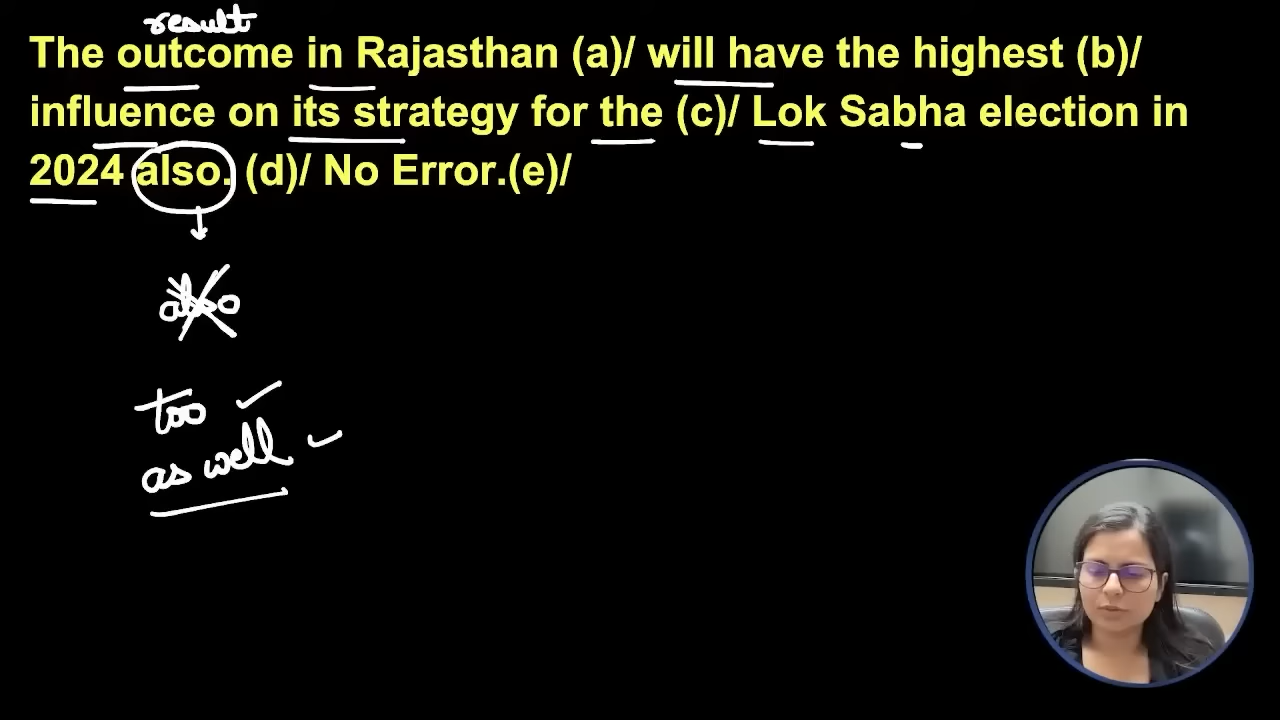 result
The outcome in Rajasthan (a)/ will have the highest (b)/
influence on its strategy for the (c)/ Lok Sabha election in
2024 also. (d)/ No Error.(e)/
also
too
as well